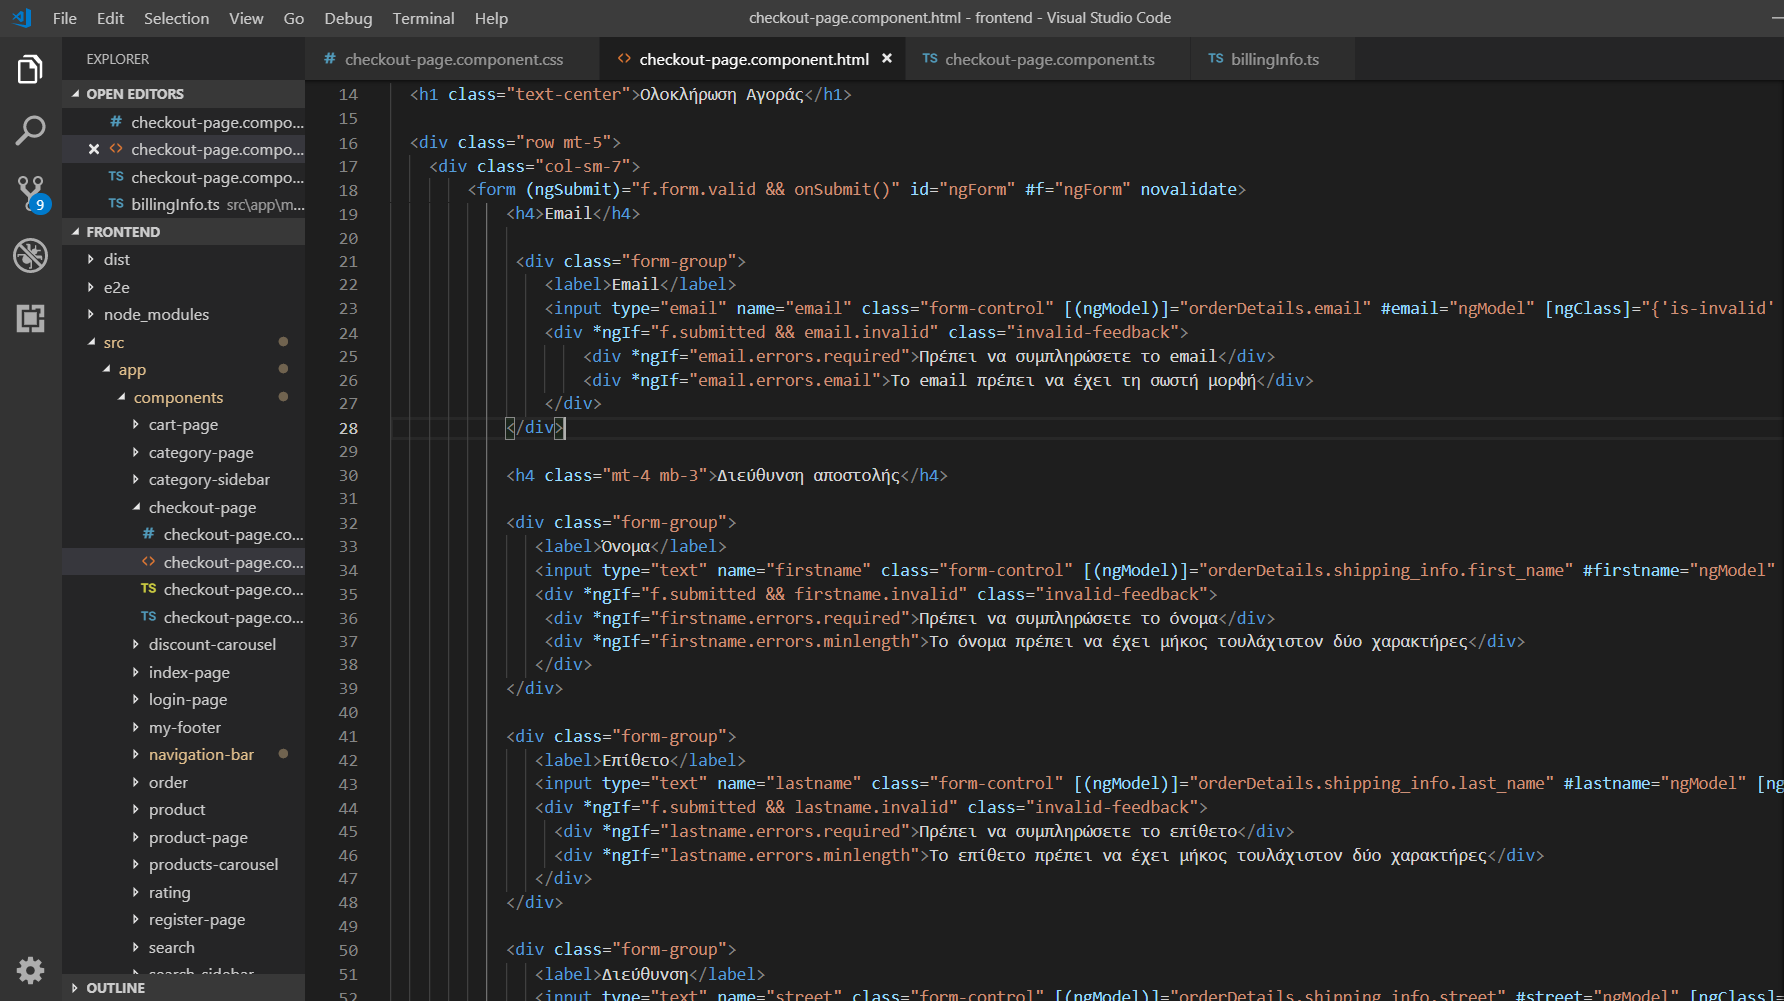 File Edit Selection View Go Debug Terminal Help
checkout-page.component.html - frontend - Visual Studio Code
EXPLORER
# checkout-page.component.css
<> checkout-page.component.html ×
TS checkout-page.component.ts
TS billingInfo.ts
OPEN EDITORS
# checkout-page.compo...
× <> checkout-page.compo...
TS checkout-page.compo...
TS billingInfo.ts src\app\m...
9
FRONTEND
dist
e2e
node_modules
src
app
components
cart-page
category-page
category-sidebar
checkout-page
# checkout-page.co...
<> checkout-page.co...
TS checkout-page.co...
TS checkout-page.co...
discount-carousel
index-page
login-page
my-footer
navigation-bar
order
product
product-page
products-carousel
rating
register-page
search
search-sidebar
OUTLINE
14 <h1 class="text-center">Ολοκλήρωση Αγοράς</h1>
15
16 <div class="row mt-5">
17 <div class="col-sm-7">
18 <form (ngSubmit)="f.form.valid && onSubmit()" id="ngForm" #f="ngForm" novalidate>
19 <h4>Email</h4>
20
21 <div class="form-group">
22 <label>Email</label>
23 <input type="email" name="email" class="form-control" [(ngModel)]="orderDetails.email" #email="ngModel" [ngClass]="{'is-invalid'
24 <div *ngIf="f.submitted && email.invalid" class="invalid-feedback">
25 <div *ngIf="email.errors.required">Πρέπει να συμπληρώσετε το email</div>
26 <div *ngIf="email.errors.email">Το email πρέπει να έχει τη σωστή μορφή</div>
27 </div>
28 </div>
29
30 <h4 class="mt-4 mb-3">Διεύθυνση αποστολής</h4>
31
32 <div class="form-group">
33 <label>Όνομα</label>
34 <input type="text" name="firstname" class="form-control" [(ngModel)]="orderDetails.shipping_info.first_name" #firstname="ngModel"
35 <div *ngIf="f.submitted && firstname.invalid" class="invalid-feedback">
36 <div *ngIf="firstname.errors.required">Πρέπει να συμπληρώσετε το όνομα</div>
37 <div *ngIf="firstname.errors.minlength">Το όνομα πρέπει να έχει μήκος τουλάχιστον δύο χαρακτήρες</div>
38 </div>
39 </div>
40
41 <div class="form-group">
42 <label>Επίθετο</label>
43 <input type="text" name="lastname" class="form-control" [(ngModel)]="orderDetails.shipping_info.last_name" #lastname="ngModel" [ng
44 <div *ngIf="f.submitted && lastname.invalid" class="invalid-feedback">
45 <div *ngIf="lastname.errors.required">Πρέπει να συμπληρώσετε το επίθετο</div>
46 <div *ngIf="lastname.errors.minlength">Το επίθετο πρέπει να έχει μήκος τουλάχιστον δύο χαρακτήρες</div>
47 </div>
48 </div>
49
50 <div class="form-group">
51 <label>Διεύθυνση</label>
52 <input type="text" name="street" class="form-control" [(ngModel)]="orderDetails.shipping_info.street" #street="ngModel" [ngClass]=